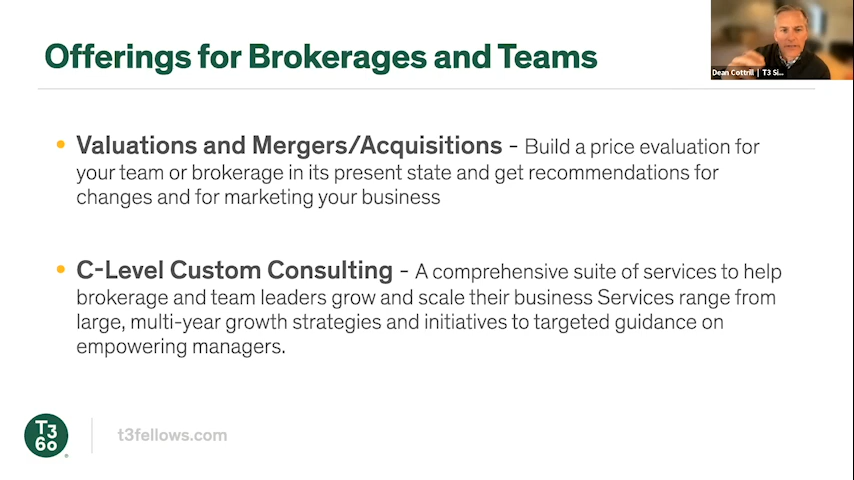 Offerings for Brokerages and Teams
Dean Cottrill | T3 Si...
• Valuations and Mergers/Acquisitions - Build a price evaluation for
your team or brokerage in its present state and get recommendations for
changes and for marketing your business
• C-Level Custom Consulting - A comprehensive suite of services to help
brokerage and team leaders grow and scale their business Services range from
large, multi-year growth strategies and initiatives to targeted guidance on
empowering managers.
T3
60
t3fellows.com